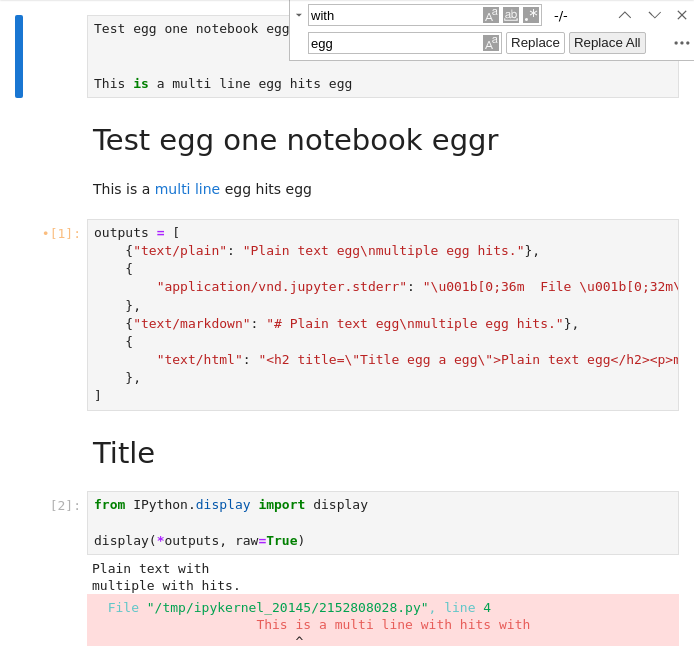 with Aa ab .* -/-
Test egg one notebook egg
egg Aa Replace Replace All ...
This is a multi line egg hits egg
Test egg one notebook eggr
This is a multi line egg hits egg
•[1]: outputs = [
{"text/plain": "Plain text egg\nmultiple egg hits."},
{
"application/vnd.jupyter.stderr": "\u001b[0;36m  File \u001b[0;32m\
},
{"text/markdown": "# Plain text egg\nmultiple egg hits."},
{
"text/html": "<h2 title=\"Title egg a egg\">Plain text egg</h2><p>m
},
]
Title
[2]: from IPython.display import display
display(*outputs, raw=True)
Plain text with
multiple with hits.
File "/tmp/ipykernel_20145/2152808028.py", line 4
This is a multi line with hits with
^